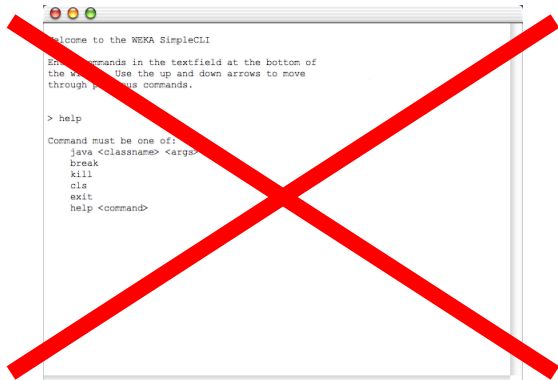 Welcome to the WEKA SimpleCLI
commands in the textfield at the bottom of
the Use the up and down arrows to move
through commands.
> help
Command must be one of:
java <classname> <args>
break
kill
cls
exit
help <command>